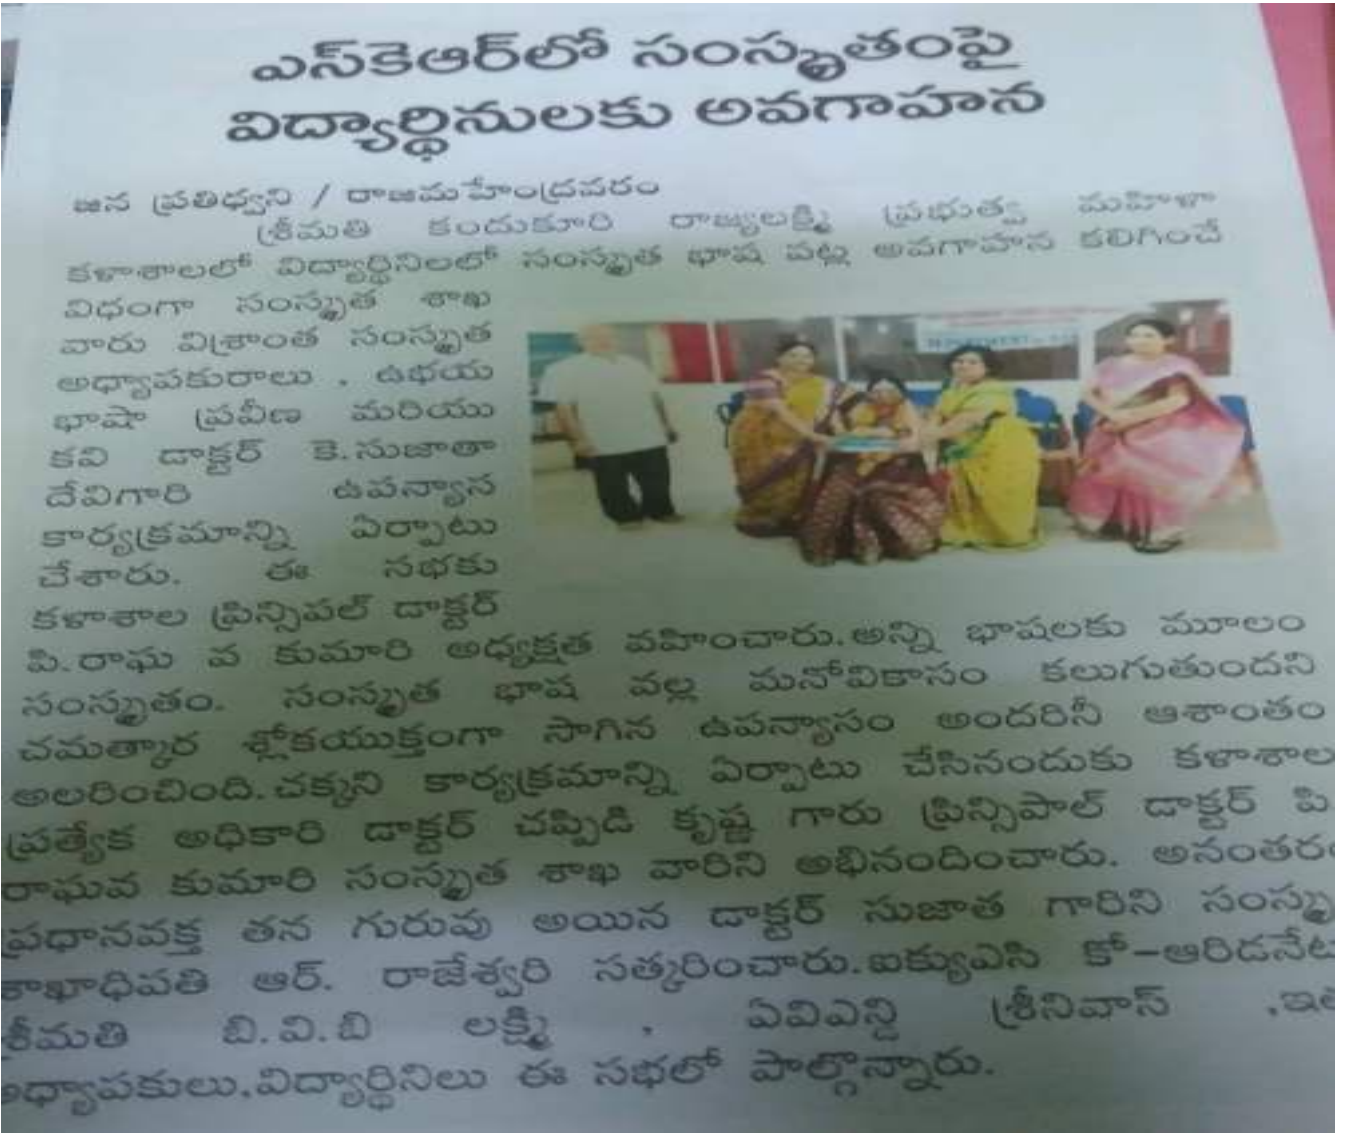 ఎస్‌కెఆర్‌లో సంస్కృతంపై
విద్యార్థినులకు అవగాహన
జన ప్రతిధ్వని / రాజమహేంద్రవరం
శ్రీమతి కందుకూరి రాజ్యలక్ష్మి ప్రభుత్వ మహిళా
కళాశాలలో విద్యార్థినిలలో సంస్కృత భాష పట్ల అవగాహన కలిగించే
విధంగా సంస్కృత శాఖ
వారు విశ్రాంత సంస్కృత
అధ్యాపకురాలు , ఉభయ
భాషా ప్రవీణ మరియు
కవి డాక్టర్ కె.సుజాతా
దేవిగారి ఉపన్యాస
కార్యక్రమాన్ని ఏర్పాటు
చేశారు. ఈ సభకు
కళాశాల ప్రిన్సిపల్ డాక్టర్
పి.రాఘ వ కుమారి అధ్యక్షత వహించారు.అన్ని భాషలకు మూలం
సంస్కృతం. సంస్కృత భాష వల్ల మనోవికాసం కలుగుతుందని
చమత్కార శ్లోకయుక్తంగా సాగిన ఉపన్యాసం అందరినీ ఆశాంతం
అలరించింది.చక్కని కార్యక్రమాన్ని ఏర్పాటు చేసినందుకు కళాశాల
ప్రత్యేక అధికారి డాక్టర్ చప్పిడి కృష్ణ గారు ప్రిన్సిపాల్ డాక్టర్ పి
రాఘవ కుమారి సంస్కృత శాఖ వారిని అభినందించారు. అనంతరం
ప్రధానవక్త తన గురువు అయిన డాక్టర్ సుజాత గారిని సంస్కృ
శాఖాధిపతి ఆర్. రాజేశ్వరి సత్కరించారు.ఐక్యుఎసి కో-ఆరిడనేట
శ్రీమతి బి.వి.బి లక్ష్మి , ఏవిఎన్జి శ్రీనివాస్ ,ఇత
అధ్యాపకులు.విద్యార్థినిలు ఈ సభలో పాల్గొన్నారు.
DEPARTMENT